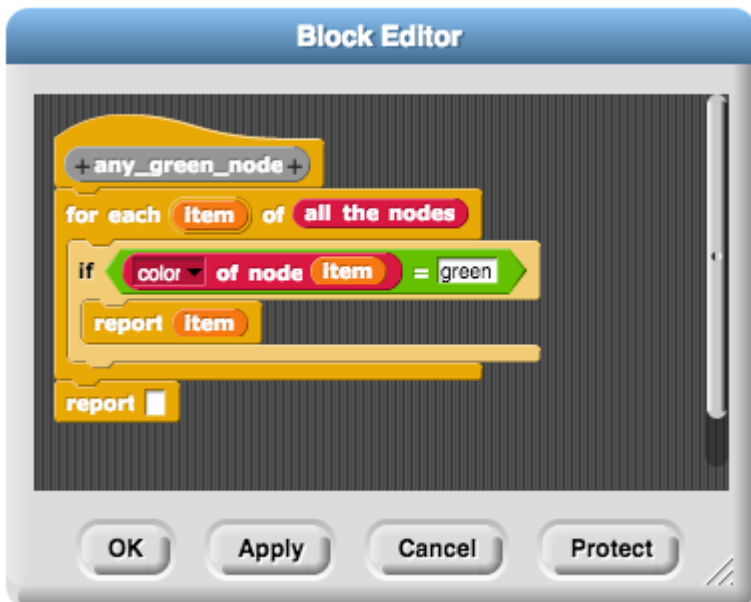 Block Editor
+ any_green_node +
for each item of all the nodes
if color of node item = green
report item
report
OK Apply Cancel Protect